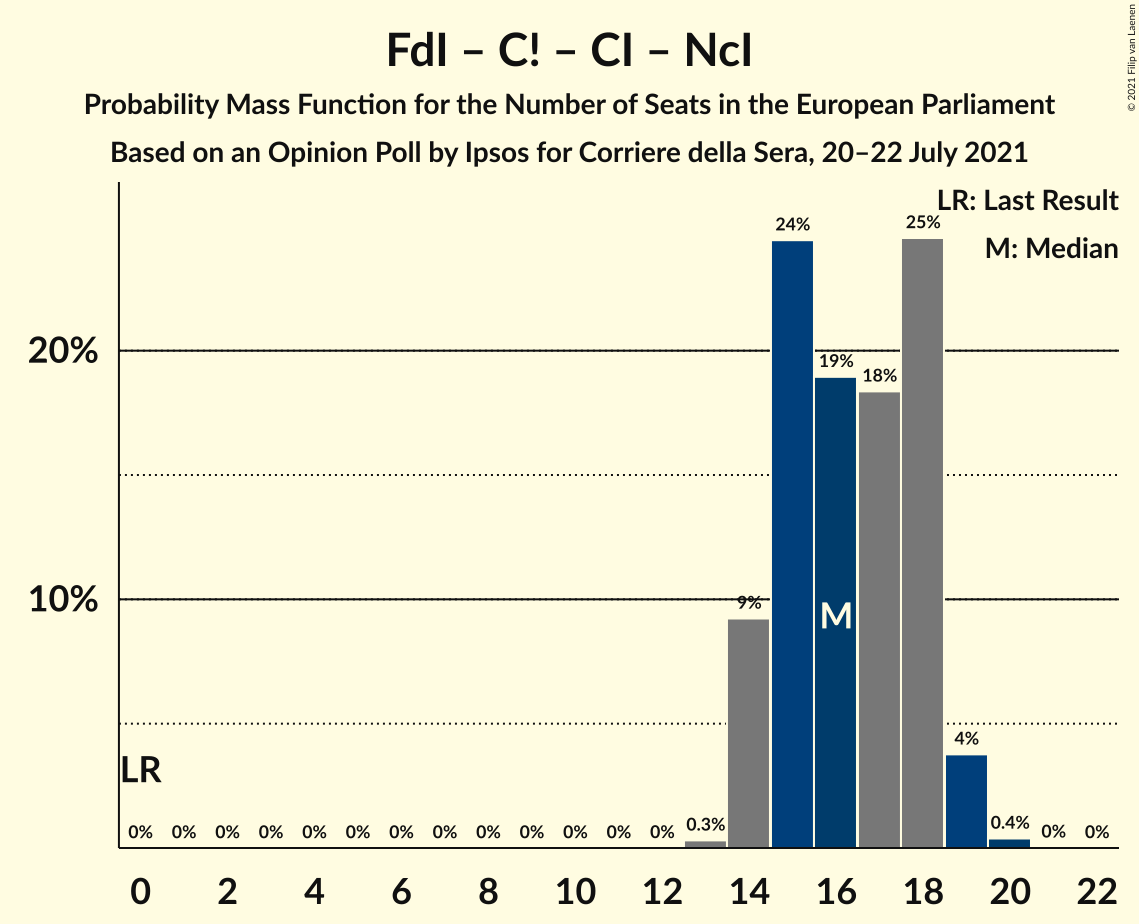 FdI – C! – CI – NcI
Probability Mass Function for the Number of Seats in the European Parliament
Based on an Opinion Poll by Ipsos for Corriere della Sera, 20–22 July 2021
© 2021 Filip van Laenen
LR: Last Result
M: Median
20%
10%
24%
25%
19%
18%
9%
M
LR
4%
0% 0% 0% 0% 0% 0% 0% 0% 0% 0% 0% 0% 0% 0.3% 0.4% 0% 0%
0 2 4 6 8 10 12 14 16 18 20 22